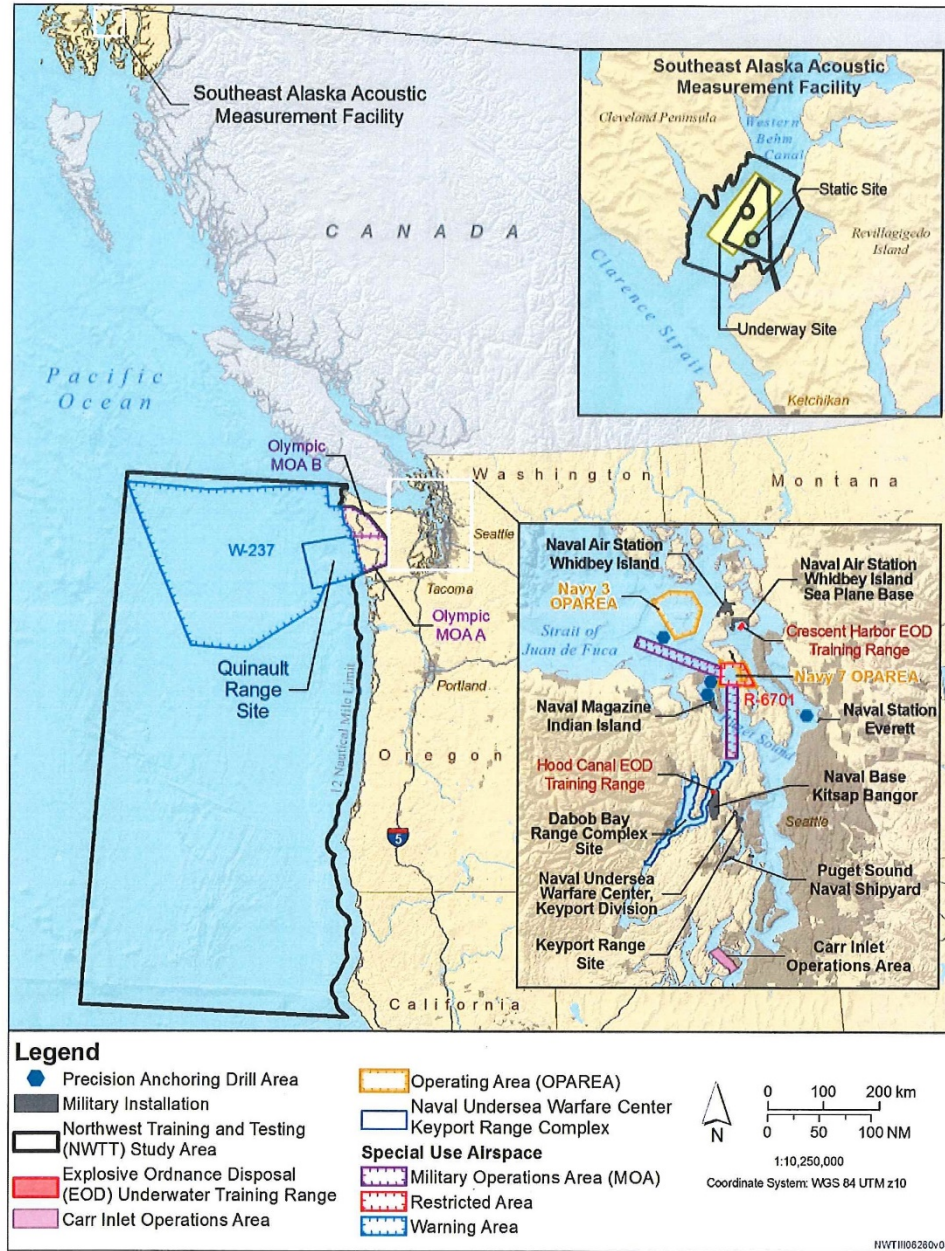 Southeast Alaska Acoustic
Measurement Facility
CANADA
Pacific
Ocean
Olympic
MOA B
Washington
Montana
W-237
Seattle
Tacoma
Olympic
MOA A
Quinault
Range
Site
Portland
12 Nautical Mile Limit
Oregon
5
California
Southeast Alaska Acoustic
Measurement Facility
Cleveland Peninsula
Western
Behm
Canal
Static Site
Revillagigedo
Island
Clarence Strait
Underway Site
Ketchikan
Naval Air Station
Whidbey Island
Naval Air Station
Whidbey Island
Sea Plane Base
Navy 3
OPAREA
Crescent Harbor EOD
Training Range
Strait of
Juan de Fuca
Navy 7 OPAREA
R-6701
Naval Magazine
Indian Island
Naval Station
Everett
Puget Sound
Hood Canal EOD
Training Range
Naval Base
Kitsap Bangor
Dabob Bay
Range Complex
Site
Seattle
Naval Undersea
Warfare Center,
Keyport Division
Puget Sound
Naval Shipyard
Keyport Range
Site
Carr Inlet
Operations Area
Legend
Precision Anchoring Drill Area
Military Installation
Northwest Training and Testing
(NWTT) Study Area
Explosive Ordnance Disposal
(EOD) Underwater Training Range
Carr Inlet Operations Area
Operating Area (OPAREA)
Naval Undersea Warfare Center
Keyport Range Complex
Special Use Airspace
Military Operations Area (MOA)
Restricted Area
Warning Area
N
0 100 200 km
0 50 100 NM
1:10,250,000
Coordinate System: WGS 84 UTM z10
NWTIII06260v0